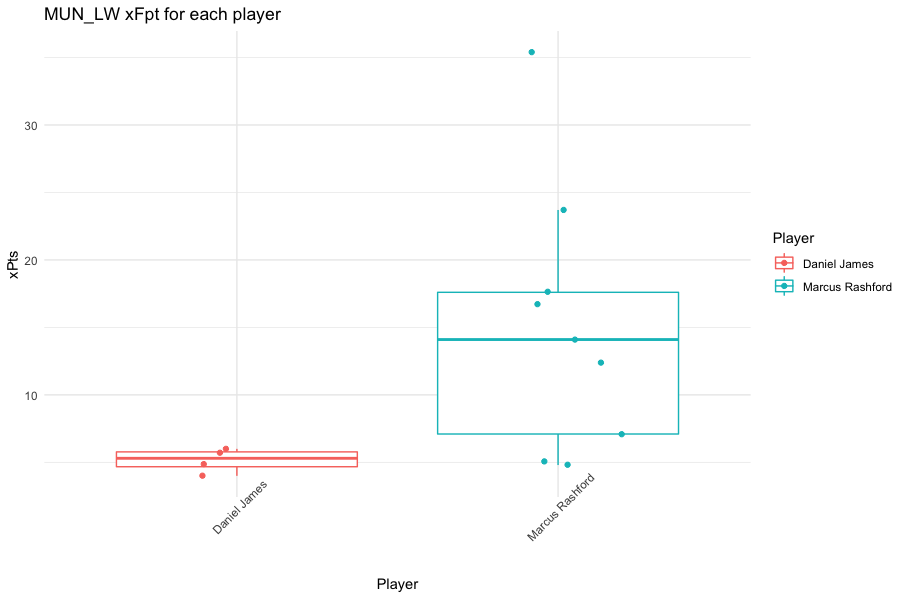 MUN_LW xFpt for each player
xPts
30
20
10
Daniel James
Marcus Rashford
Player
Player
Daniel James
Marcus Rashford